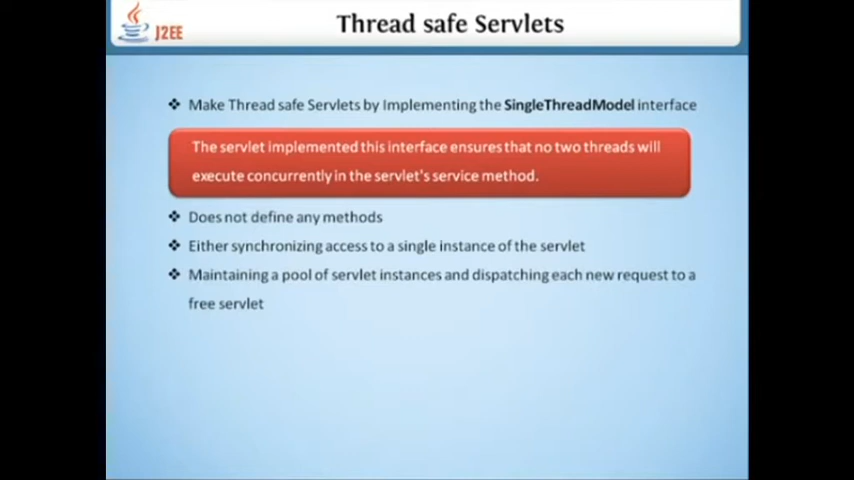 J2EE
Thread safe Servlets
❖ Make Thread safe Servlets by Implementing the SingleThreadModel interface
The servlet implemented this interface ensures that no two threads will
execute concurrently in the servlet's service method.
❖ Does not define any methods
❖ Either synchronizing access to a single instance of the servlet
❖ Maintaining a pool of servlet instances and dispatching each new request to a
free servlet